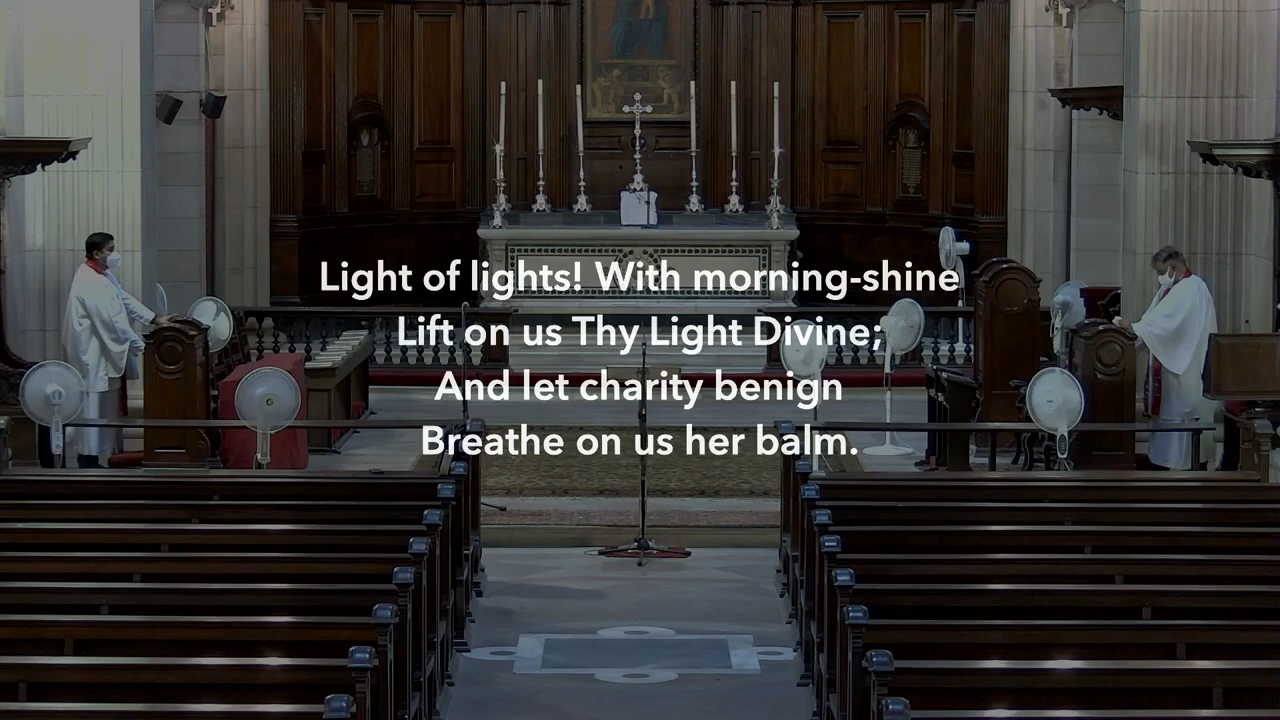 Light of lights! With morning-shine
Lift on us Thy Light Divine;
And let charity benign
Breathe on us her balm.